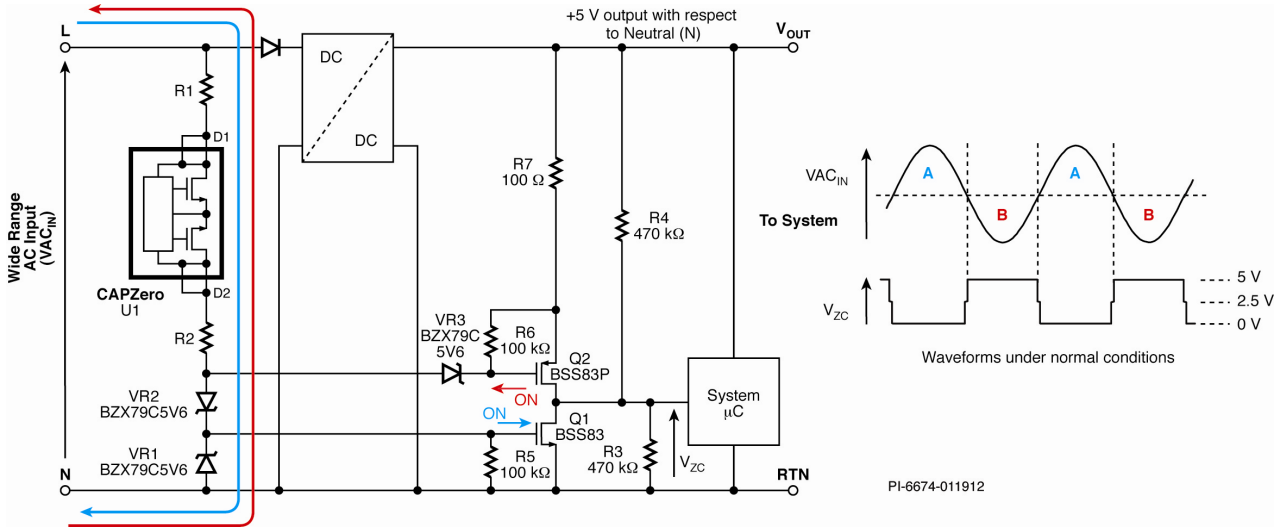 +5 V output with respect
to Neutral (N)
L
VOUT
DC
DC
R1
D1
R7
100 Ω
R4
470 kΩ
Wide Range
AC Input
(VACIN)
CAPZero
U1
D2
R2
VR3
BZX79C
5V6
R6
100 kΩ
Q2
BSS83P
ON
ON
Q1
BSS83
VR2
BZX79C5V6
VR1
BZX79C5V6
R5
100 kΩ
R3
470 kΩ
VZC
System
µC
N
RTN
To System
VACIN
A
A
B
B
VZC
5 V
2.5 V
0 V
Waveforms under normal conditions
PI-6674-011912